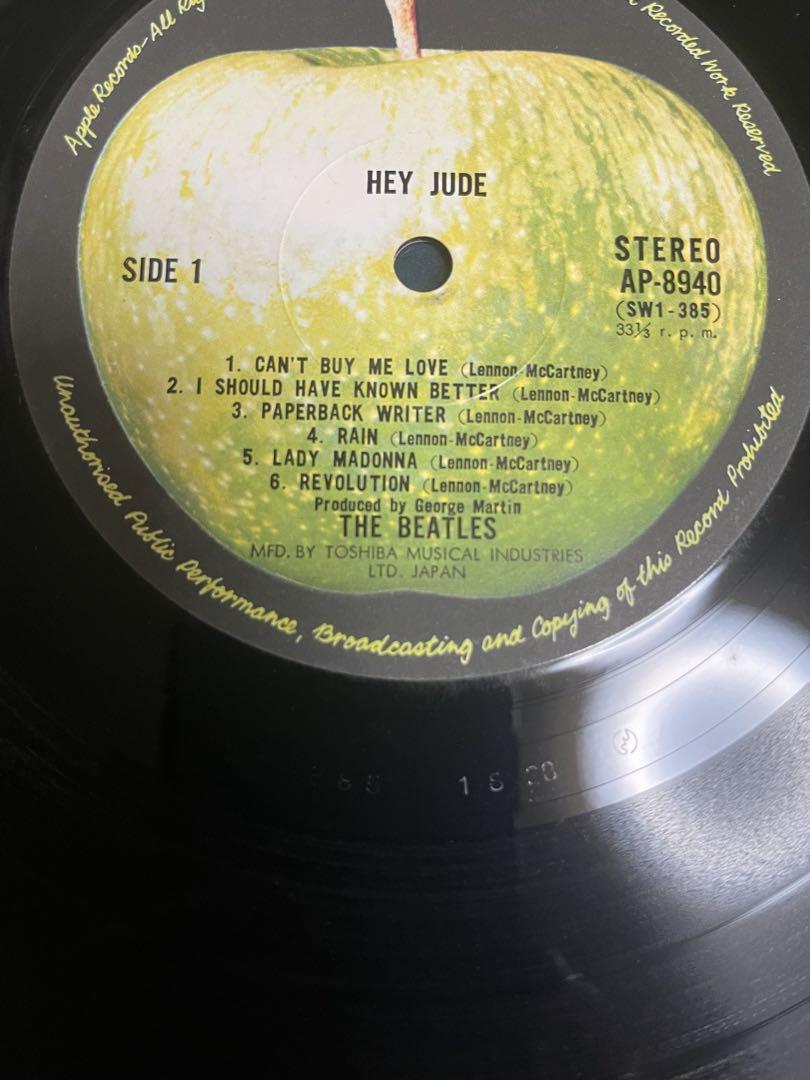 Apple Records-All Rig
Recorded Work Reserved
HEY JUDE
SIDE 1
STEREO
AP-8940
(SW1-385)
33⅓ r. p. m.
1. CAN'T BUY ME LOVE (Lennon-McCartney)
2. I SHOULD HAVE KNOWN BETTER (Lennon-McCartney)
3. PAPERBACK WRITER (Lennon-McCartney)
4. RAIN (Lennon-McCartney)
5. LADY MADONNA (Lennon-McCartney)
6. REVOLUTION (Lennon-McCartney)
Produced by George Martin
THE BEATLES
MFD. BY TOSHIBA MUSICAL INDUSTRIES
LTD. JAPAN
Unauthorised Public Performance, Broadcasting and Copying of this Record Prohibited